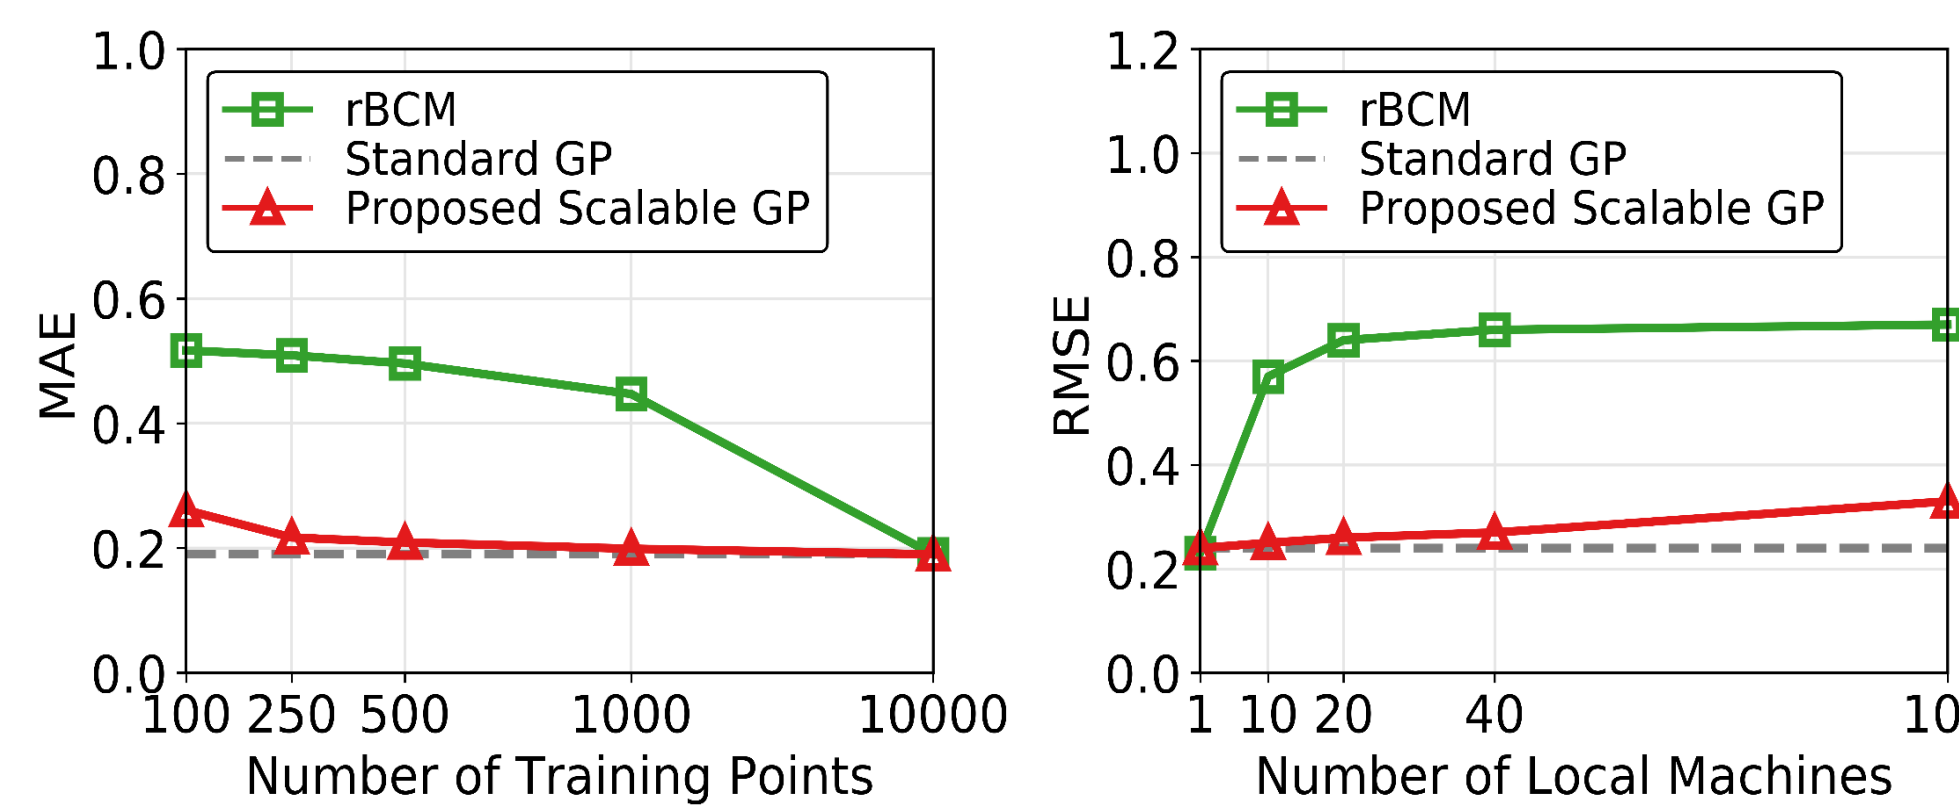 1.0
0.8
0.6
0.4
0.2
0.0
MAE
rBCM
Standard GP
Proposed Scalable GP
100 250 500 1000 10000
Number of Training Points
1.2
1.0
0.8
0.6
0.4
0.2
0.0
RMSE
rBCM
Standard GP
Proposed Scalable GP
1 10 20 40 10
Number of Local Machines